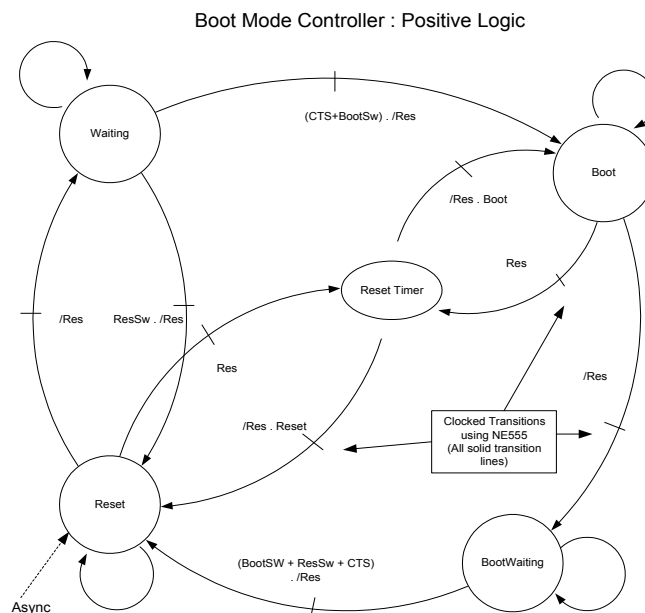 Boot Mode Controller : Positive Logic
Waiting
(CTS+BootSw) . /Res
Boot
/Res . Boot
Res
Reset Timer
/Res
ResSw . /Res
Res
/Res
/Res . Reset
Clocked Transitions
using NE555
(All solid transition
lines)
Reset
(BootSW + ResSw + CTS)
. /Res
BootWaiting
Async